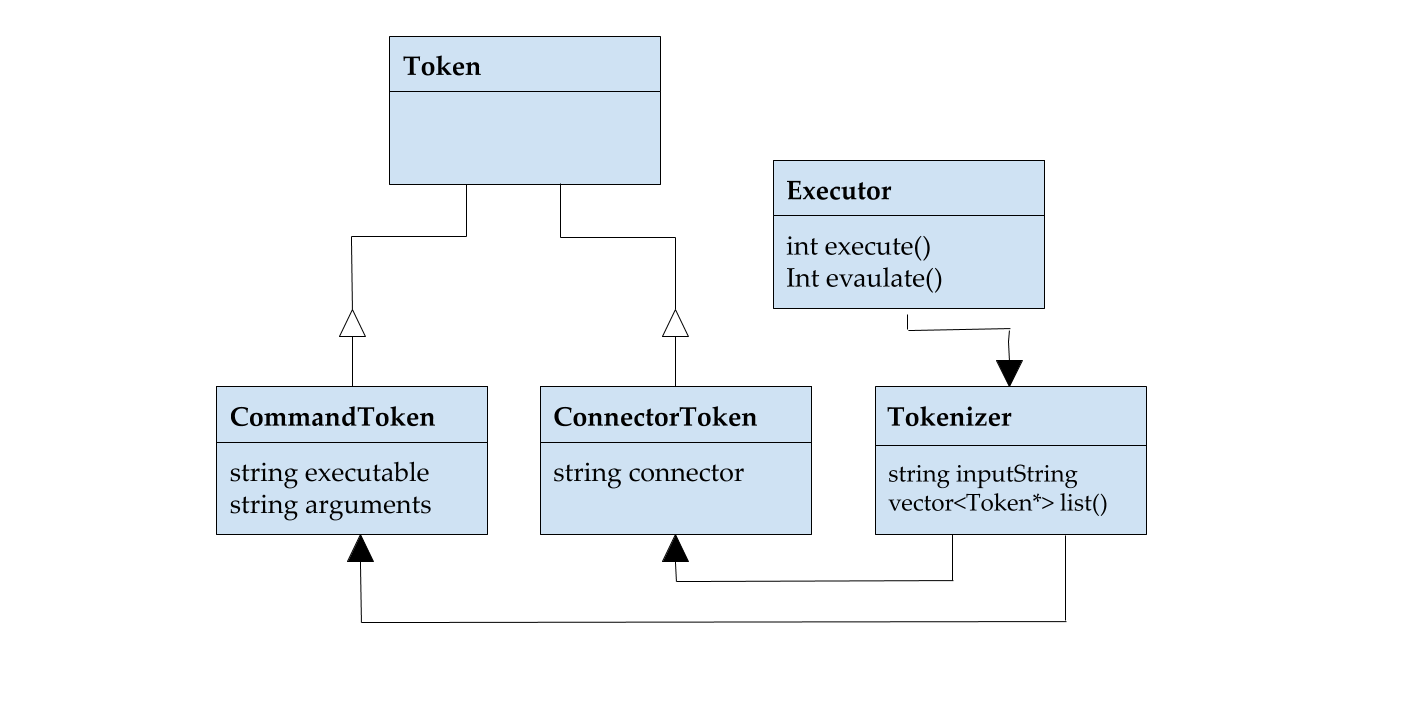 Token
Executor
int execute()
Int evaulate()
CommandToken
string executable
string arguments
ConnectorToken
string connector
Tokenizer
string inputString
vector<Token*> list()